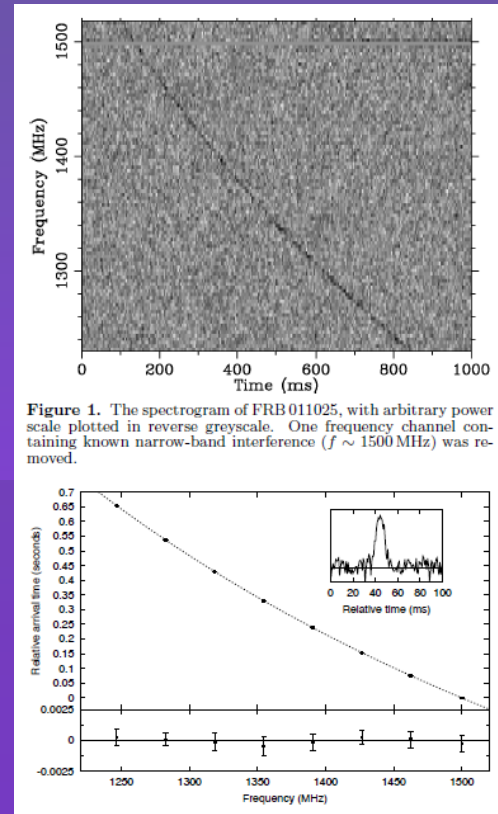 1500
1400
1300
Frequency (MHz)
0 200 400 600 800 1000
Time (ms)
Figure 1. The spectrogram of FRB 011025, with arbitrary power
scale plotted in reverse greyscale. One frequency channel con-
taining known narrow-band interference (f ∼ 1500 MHz) was re-
moved.
0.7
0.65
0.6
0.55
0.5
0.45
0.4
0.35
0.3
0.25
0.2
0.15
0.1
0.05
0
Relative arrival time (seconds)
0 20 40 60 80 100
Relative time (ms)
0.0025
0
-0.0025
1250 1300 1350 1400 1450 1500
Frequency (MHz)